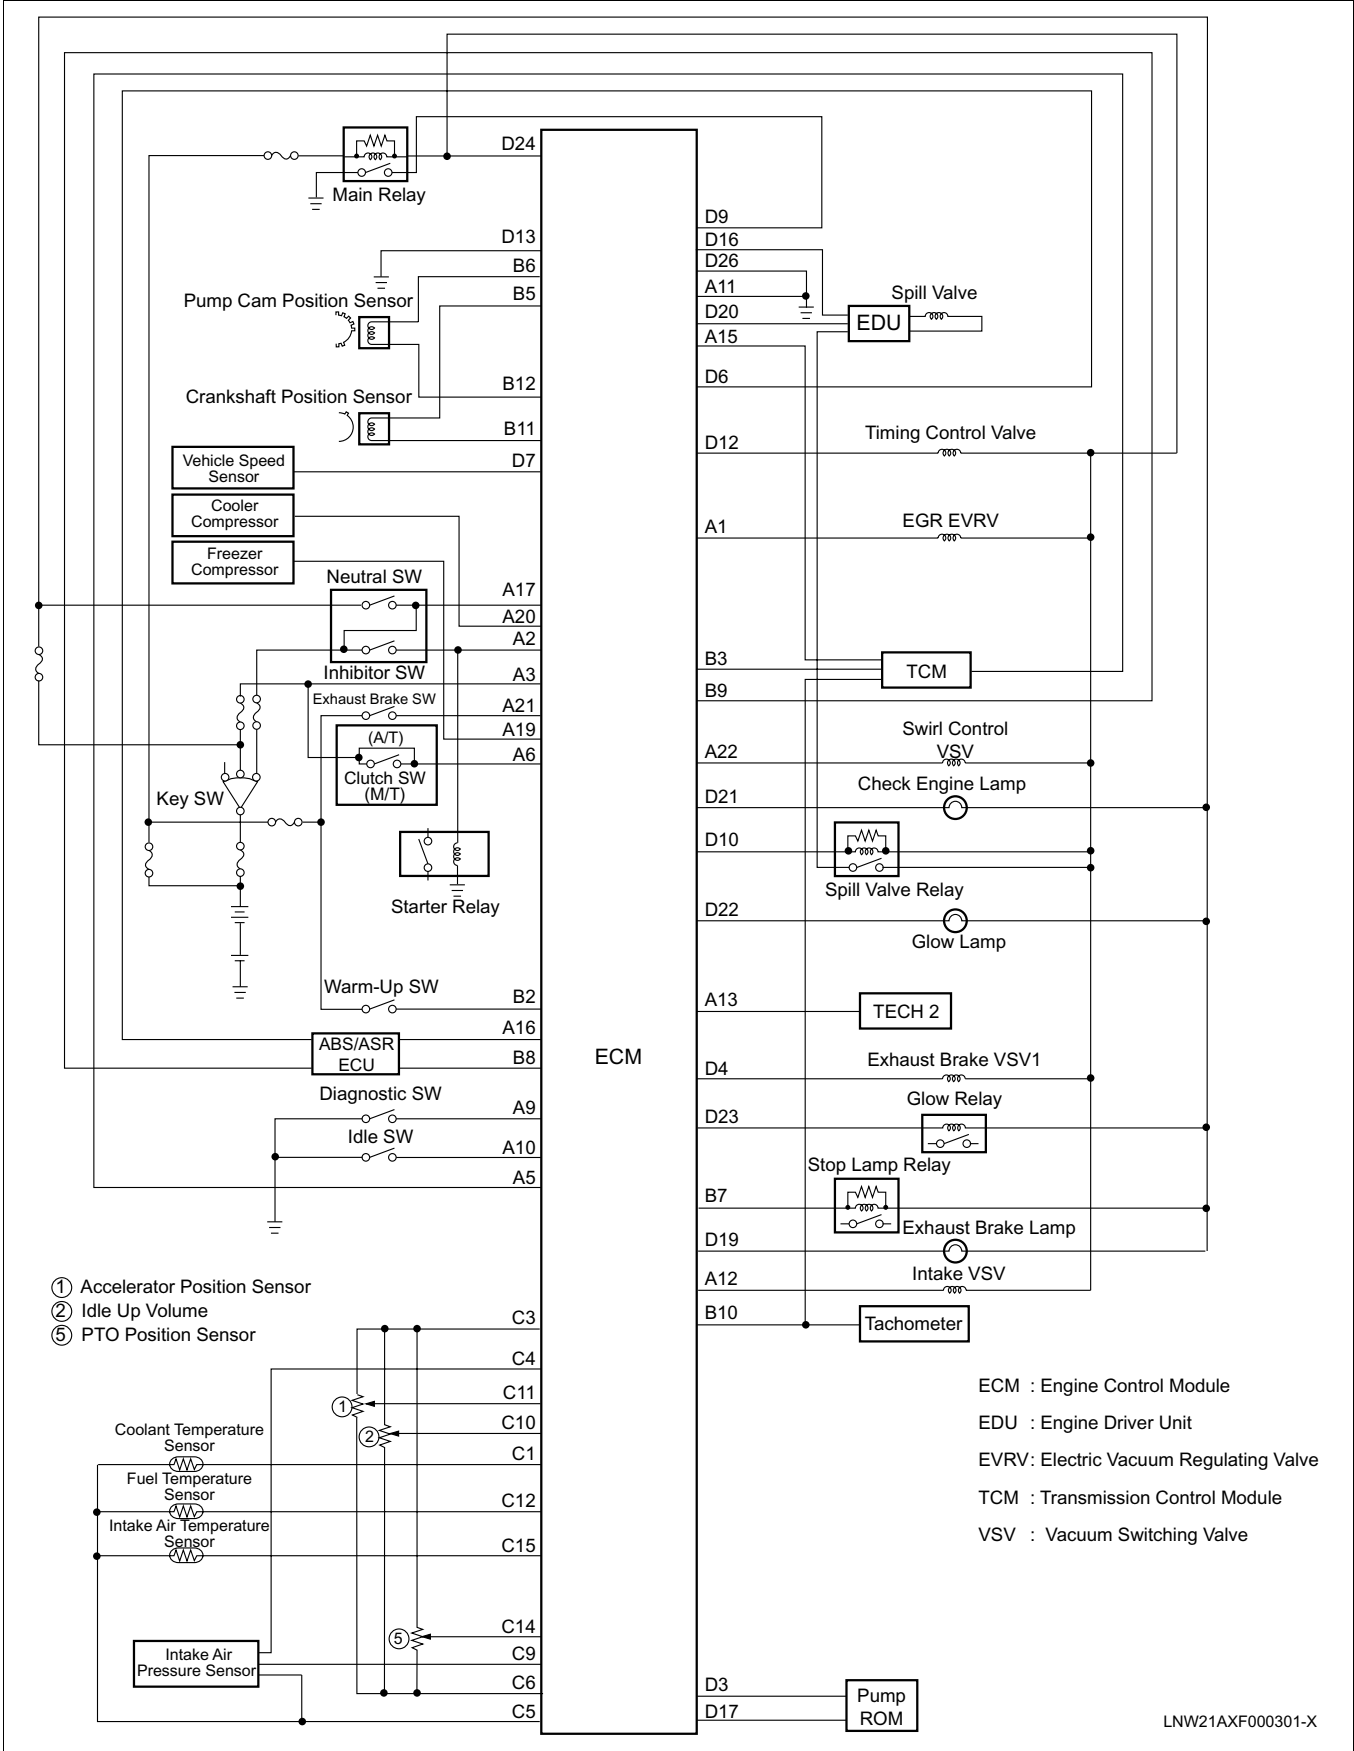 D24
Main Relay
D13
B6
B5
Pump Cam Position Sensor
B12
Crankshaft Position Sensor
B11
D7
Vehicle Speed
Sensor
Cooler
Compressor
Freezer
Compressor
Neutral SW
A17
A20
A2
Inhibitor SW
A3
Exhaust Brake SW
A21
A19
(A/T)
A6
Clutch SW
(M/T)
Key SW
Starter Relay
Warm-Up SW
B2
A16
ABS/ASR
ECU
B8
Diagnostic SW
A9
Idle SW
A10
A5
1 Accelerator Position Sensor
2 Idle Up Volume
5 PTO Position Sensor
C3
C4
C11
1
C10
2
Coolant Temperature
Sensor
C1
Fuel Temperature
Sensor
C12
Intake Air Temperature
Sensor
C15
C14
5
Intake Air
Pressure Sensor
C9
C6
C5
ECM
D9
D16
D26
A11
Spill Valve
D20
EDU
A15
D6
D12
Timing Control Valve
A1
EGR EVRV
B3
TCM
B9
Swirl Control
VSV
A22
Check Engine Lamp
D21
D10
Spill Valve Relay
D22
Glow Lamp
A13
TECH 2
Exhaust Brake VSV1
D4
Glow Relay
D23
Stop Lamp Relay
B7
Exhaust Brake Lamp
D19
Intake VSV
A12
B10
Tachometer
ECM : Engine Control Module
EDU : Engine Driver Unit
EVRV : Electric Vacuum Regulating Valve
TCM : Transmission Control Module
VSV : Vacuum Switching Valve
D3
D17
Pump
ROM
LNW21AXF000301-X